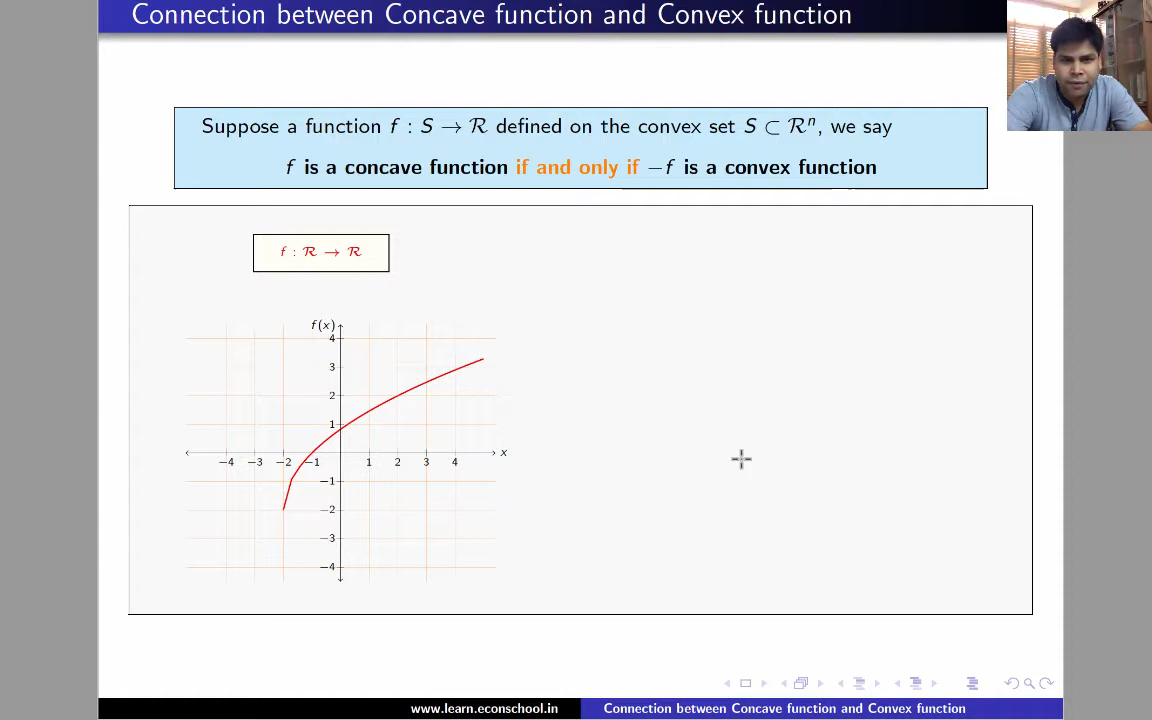 Connection between Concave function and Convex function
Suppose a function f : S → ℛ defined on the convex set S ⊂ ℛⁿ, we say
f is a concave function if and only if −f is a convex function
f : ℛ → ℛ
f(x)
4
3
2
1
−4 −3 −2 −1 1 2 3 4 x
−1
−2
−3
−4
www.learn.econschool.in Connection between Concave function and Convex function